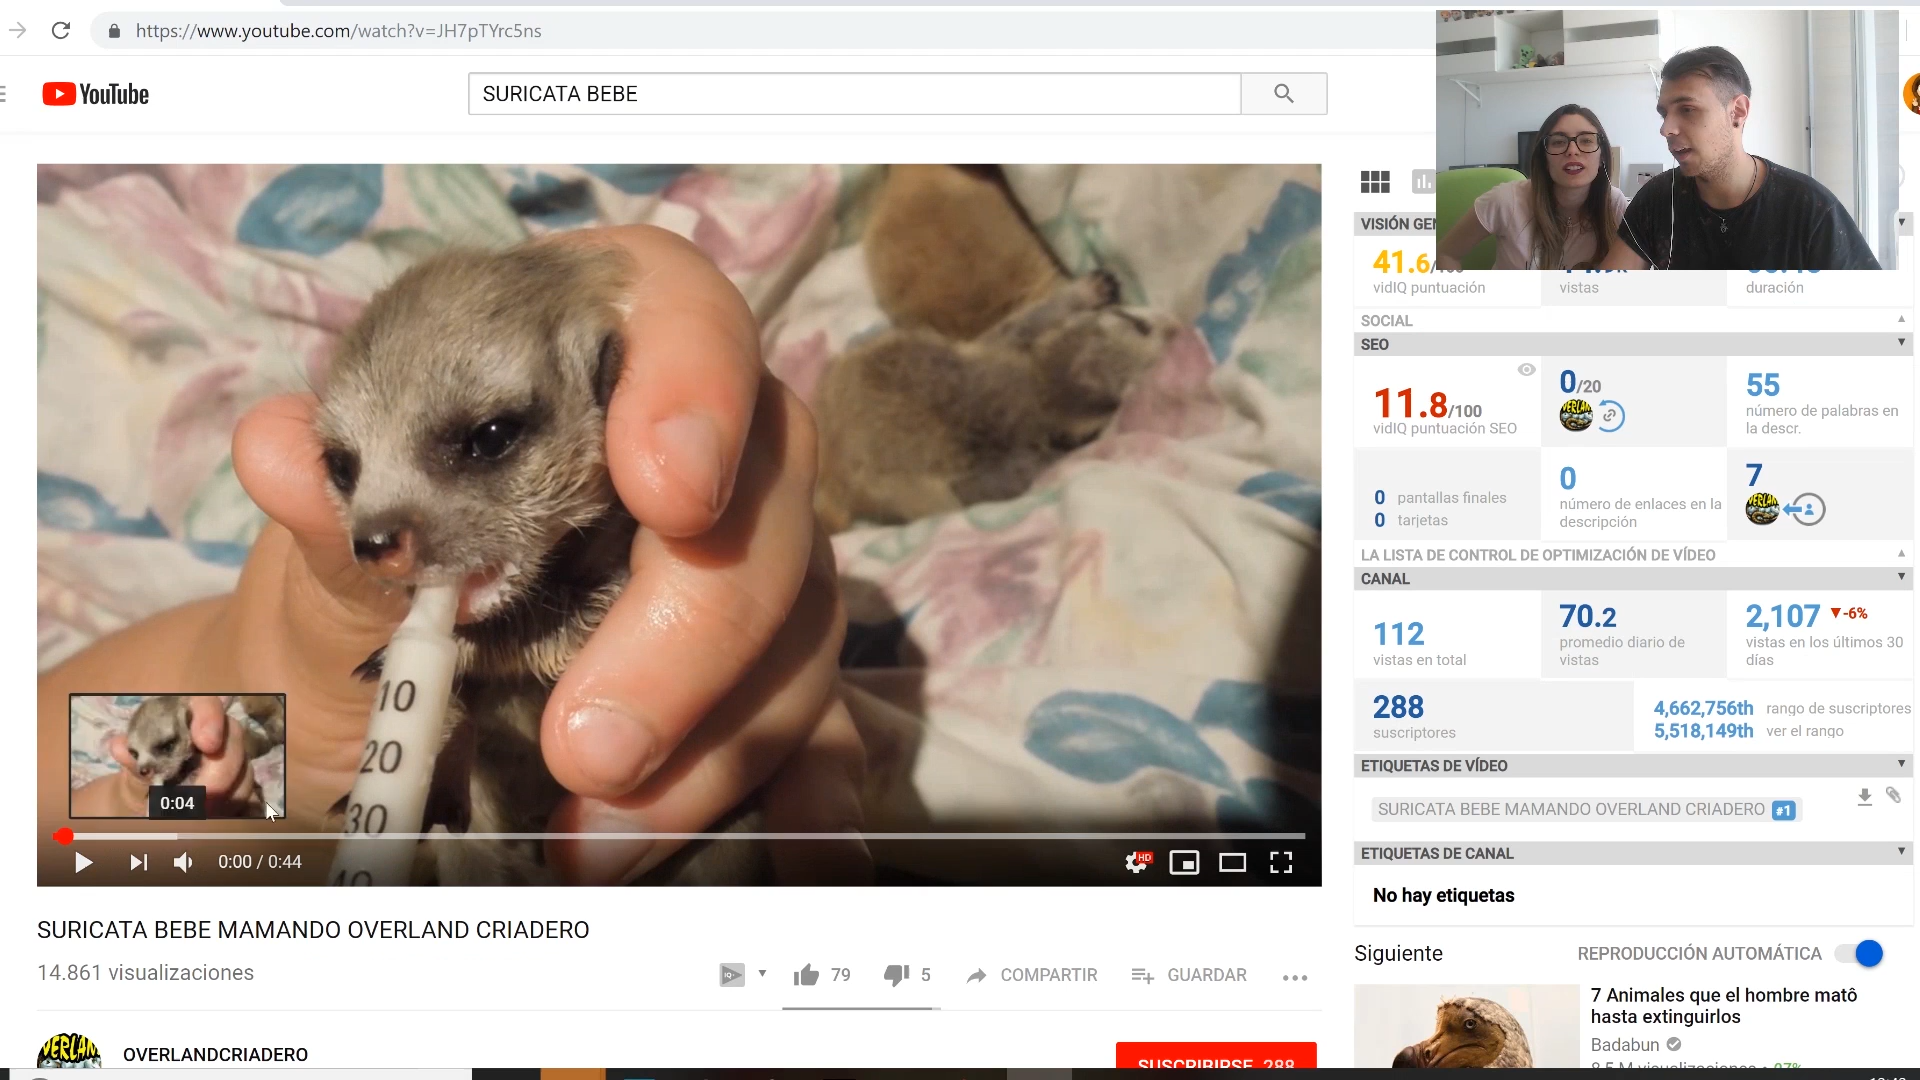 https://www.youtube.com/watch?v=JH7pTYrc5ns
YouTube
SURICATA BEBE
10
20
30
40
0:04
0:00 / 0:44
HD
SURICATA BEBE MAMANDO OVERLAND CRIADERO
14.861 visualizaciones
79
5
COMPARTIR
GUARDAR
OVERLANDCRIADERO
SUSCRIBIRSE 288
VISIÓN GEN
41.6
vidIQ puntuación
vistas
duración
SOCIAL
SEO
11.8/100
vidIQ puntuación SEO
0/20
55
número de palabras en
la descr.
0 pantallas finales
0 tarjetas
0
número de enlaces en la
descripción
7
LA LISTA DE CONTROL DE OPTIMIZACIÓN DE VÍDEO
CANAL
112
vistas en total
70.2
promedio diario de
vistas
2,107 ▼-6%
vistas en los últimos 30
días
288
suscriptores
4,662,756th rango de suscriptores
5,518,149th ver el rango
ETIQUETAS DE VÍDEO
SURICATA BEBE MAMANDO OVERLAND CRIADERO #1
ETIQUETAS DE CANAL
No hay etiquetas
Siguiente
REPRODUCCIÓN AUTOMÁTICA
7 Animales que el hombre matô
hasta extinguirlos
Badabun